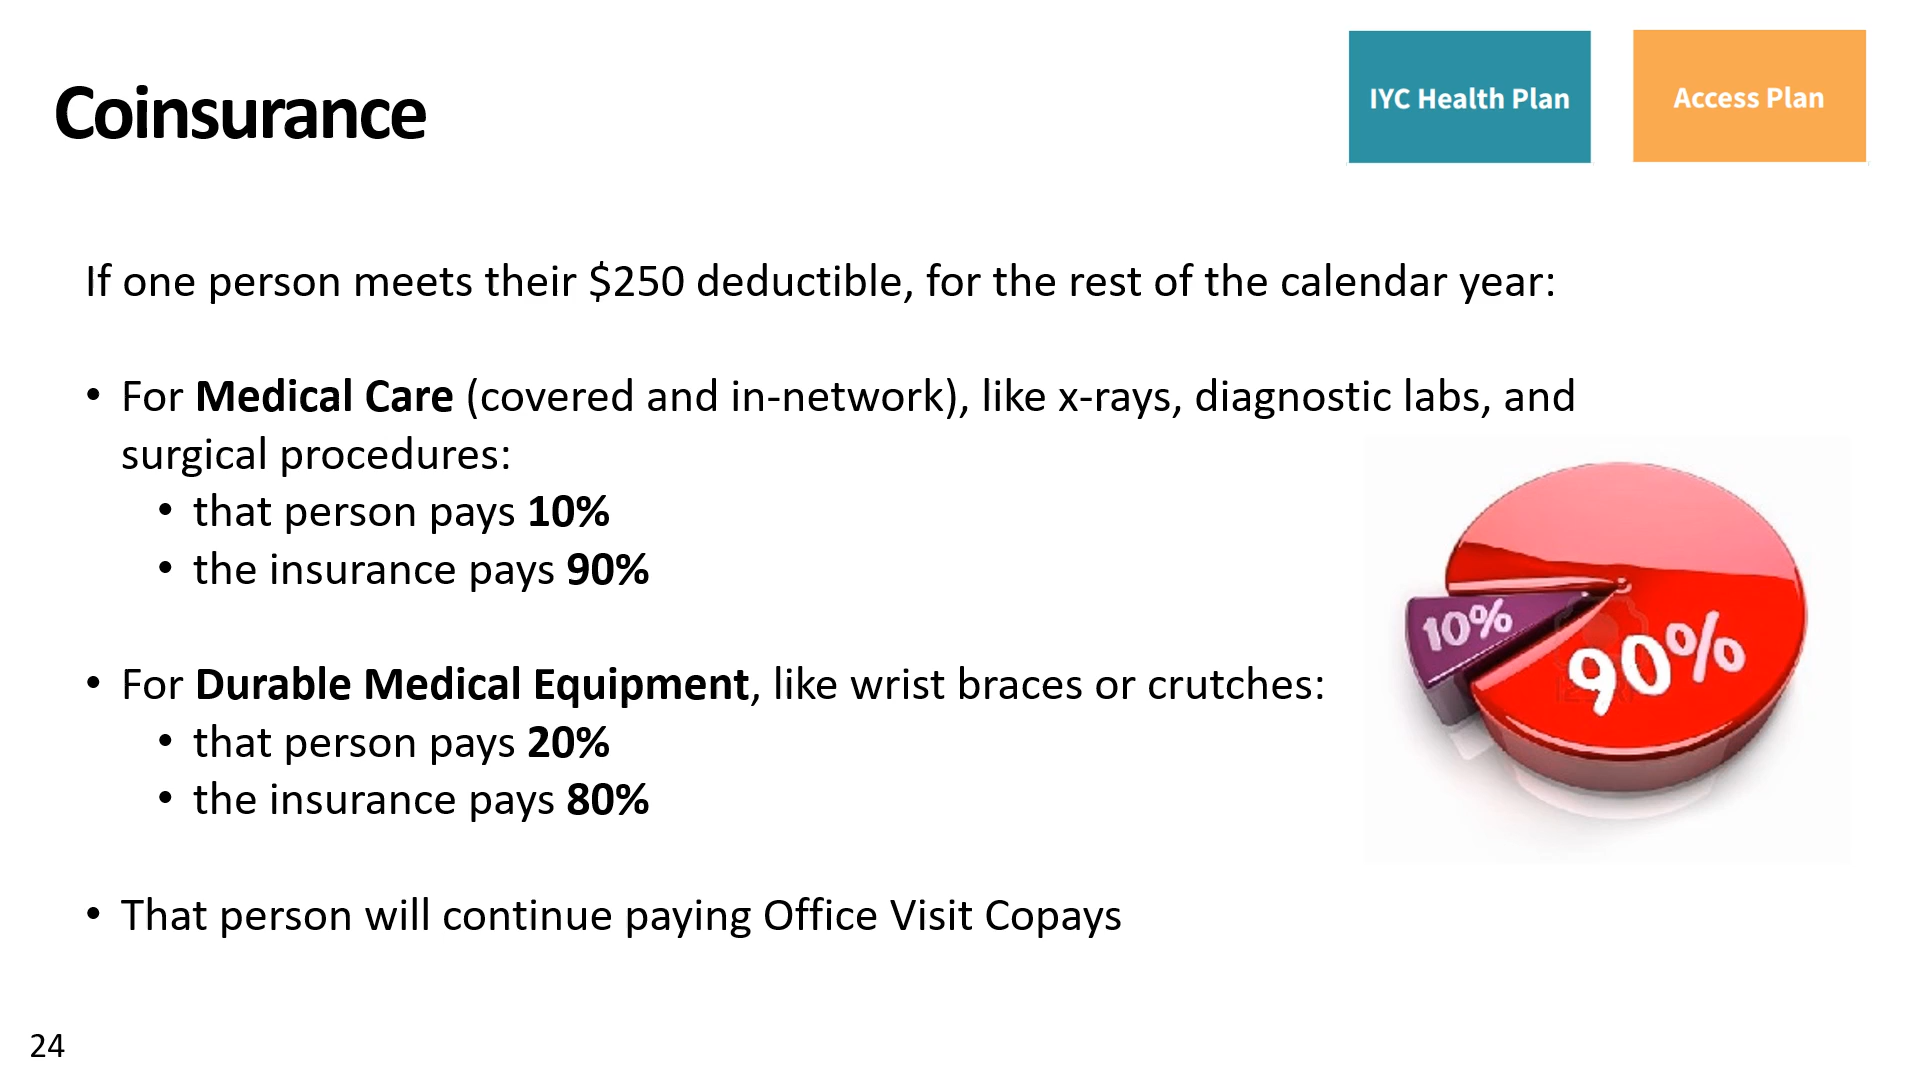 Coinsurance
IYC Health Plan
Access Plan
If one person meets their $250 deductible, for the rest of the calendar year:
• For Medical Care (covered and in-network), like x-rays, diagnostic labs, and
surgical procedures:
• that person pays 10%
• the insurance pays 90%
10%
90%
• For Durable Medical Equipment, like wrist braces or crutches:
• that person pays 20%
• the insurance pays 80%
• That person will continue paying Office Visit Copays
24